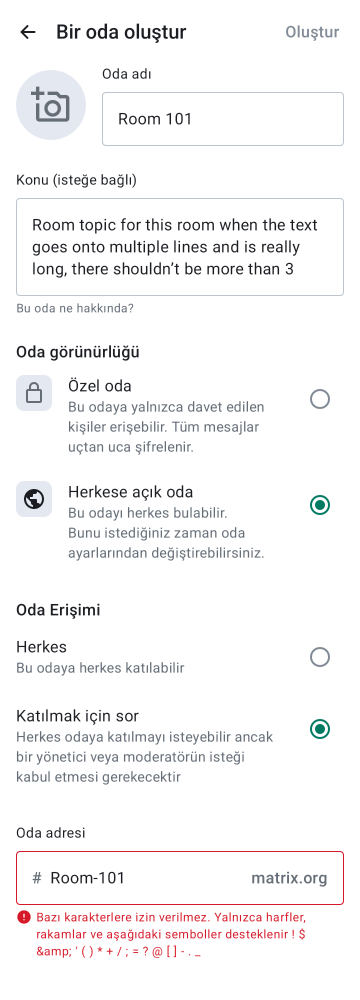 Bir oda oluştur
Oluştur
Oda adı
Room 101
Konu (isteğe bağlı)
Room topic for this room when the text
goes onto multiple lines and is really
long, there shouldn’t be more than 3
Bu oda ne hakkında?
Oda görünürlüğü
Özel oda
Bu odaya yalnızca davet edilen
kişiler erişebilir. Tüm mesajlar
uçtan uca şifrelenir.
Herkese açık oda
Bu odayı herkes bulabilir.
Bunu istediğiniz zaman oda
ayarlarından değiştirebilirsiniz.
Oda Erişimi
Herkes
Bu odaya herkes katılabilir
Katılmak için sor
Herkes odaya katılmayı isteyebilir ancak
bir yönetici veya moderatörün isteği
kabul etmesi gerekecektir
Oda adresi
# Room-101 matrix.org
Bazı karakterlere izin verilmez. Yalnızca harfler,
rakamlar ve aşağıdaki semboller desteklenir ! $
&amp; ' ( ) * + / ; = ? @ [ ] - . _